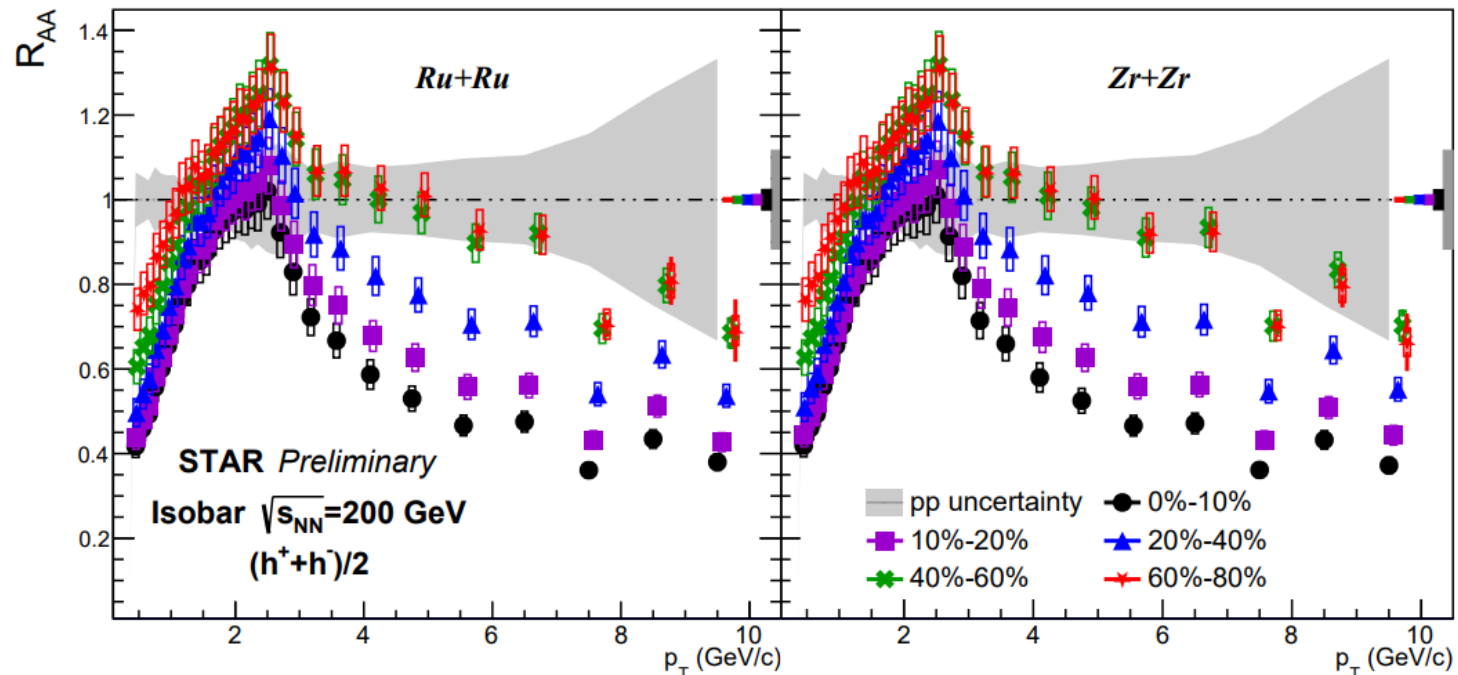 R_AA
1.4
1.2
1
0.8
0.6
0.4
0.2
Ru+Ru
STAR Preliminary
Isobar √s_NN=200 GeV
(h⁺+h⁻)/2
2 4 6 8 10
p_T (GeV/c)
Zr+Zr
pp uncertainty
0%-10%
10%-20%
20%-40%
40%-60%
60%-80%
2 4 6 8 10
p_T (GeV/c)